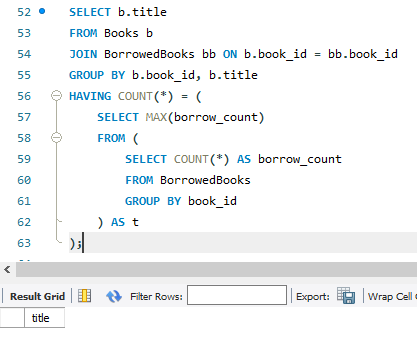 52 SELECT b.title
53 FROM Books b
54 JOIN BorrowedBooks bb ON b.book_id = bb.book_id
55 GROUP BY b.book_id, b.title
56 HAVING COUNT(*) = (
57 SELECT MAX(borrow_count)
58 FROM (
59 SELECT COUNT(*) AS borrow_count
60 FROM BorrowedBooks
61 GROUP BY book_id
62 ) AS t
63 );
Result Grid Filter Rows: Export: Wrap Cell
title